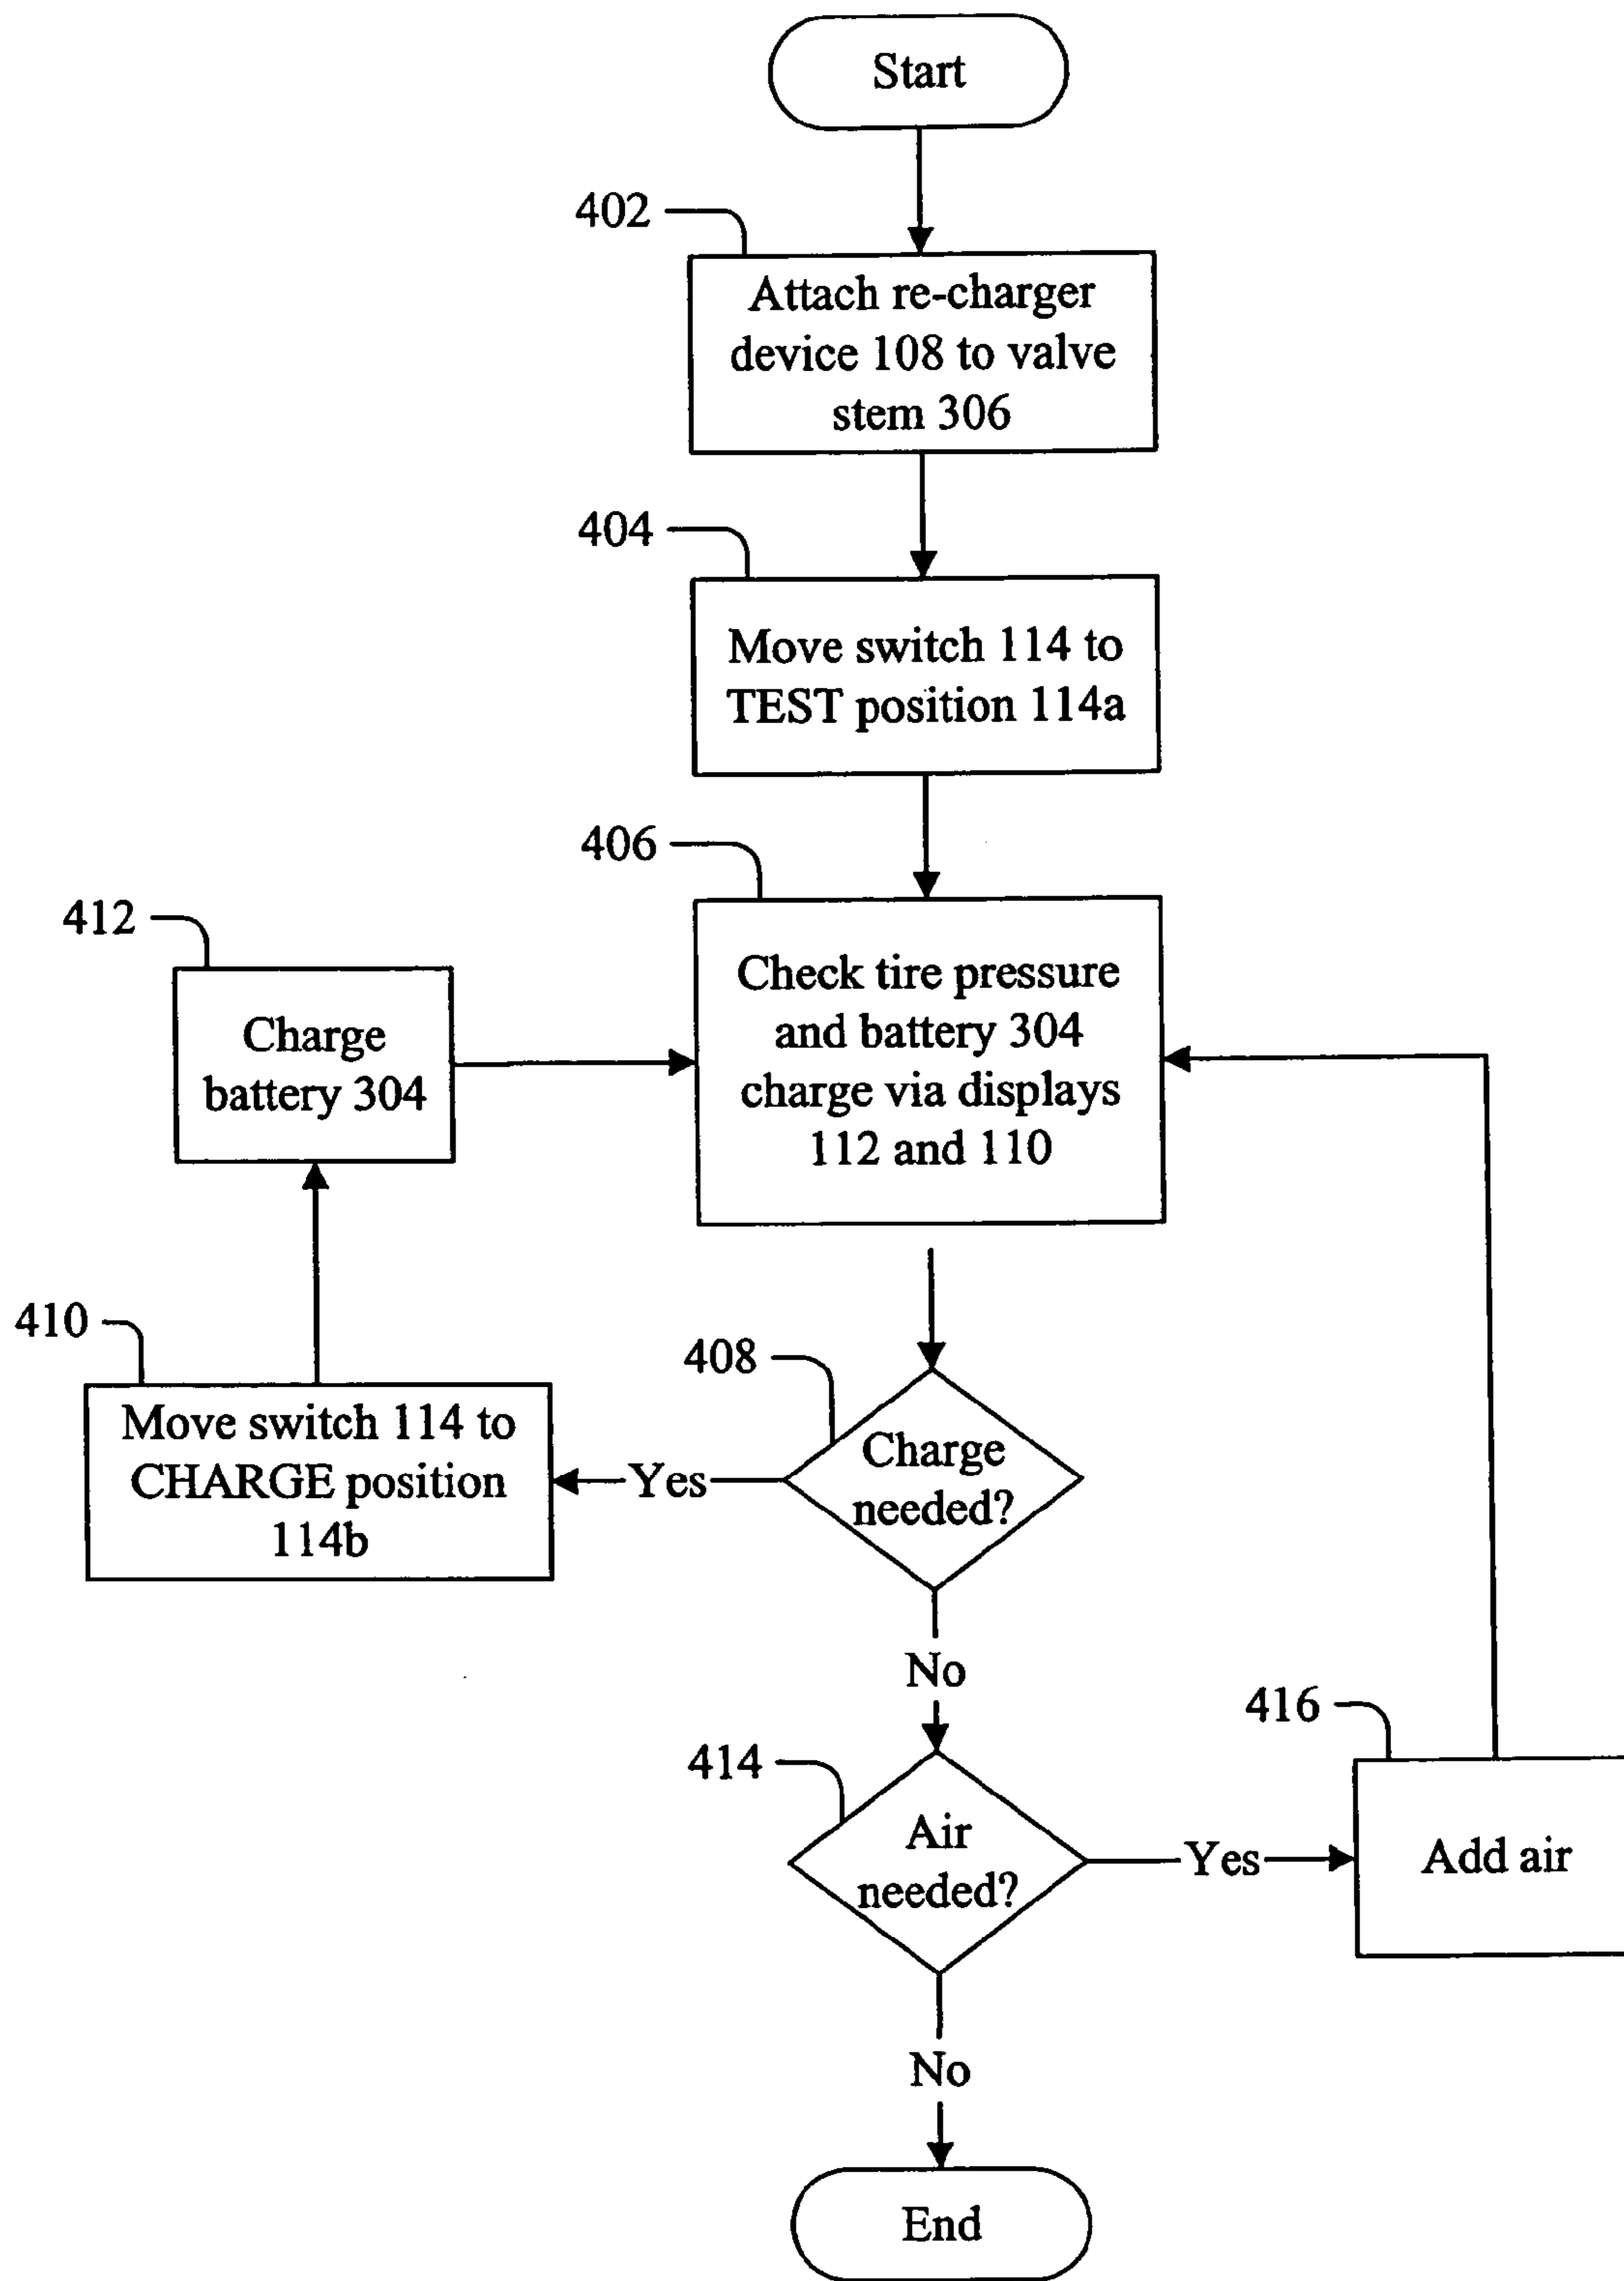 Start
402
Attach re-charger
device 108 to valve
stem 306
404
Move switch 114 to
TEST position 114a
406
412
Check tire pressure
and battery 304
charge via displays
112 and 110
Charge
battery 304
410
408
Move switch 114 to
CHARGE position
114b
Yes
Charge
needed?
No
416
414
Air
needed?
Yes
Add air
No
End